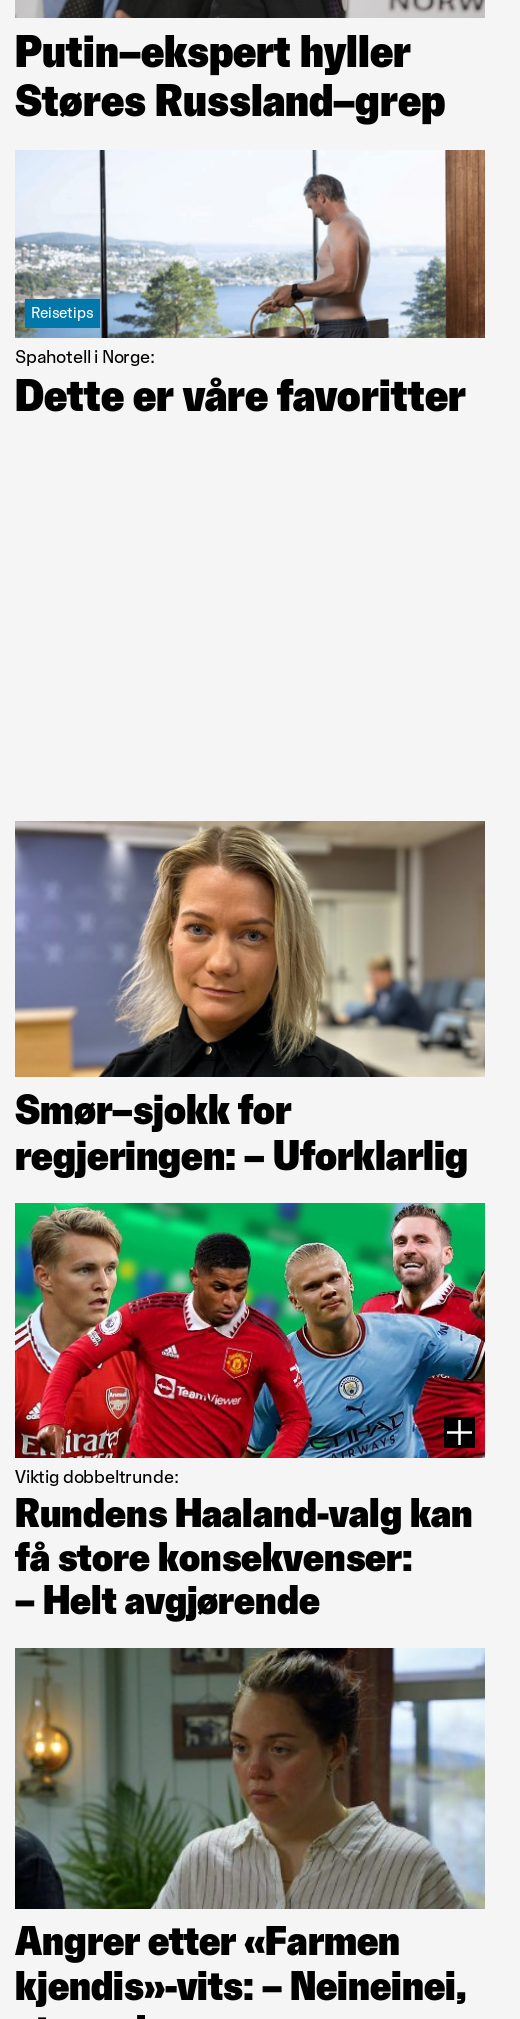 NORW
Putin–ekspert hyller
Støres Russland–grep
Reisetips
Spahotell i Norge:
Dette er våre favoritter
Smør–sjokk for
regjeringen: – Uforklarlig
Arsenal
Emirates
TeamViewer
ETIHAD
AIRWAYS
Viktig dobbeltrunde:
Rundens Haaland-valg kan
få store konsekvenser:
– Helt avgjørende
Angrer etter «Farmen
kjendis»-vits: – Neineinei,